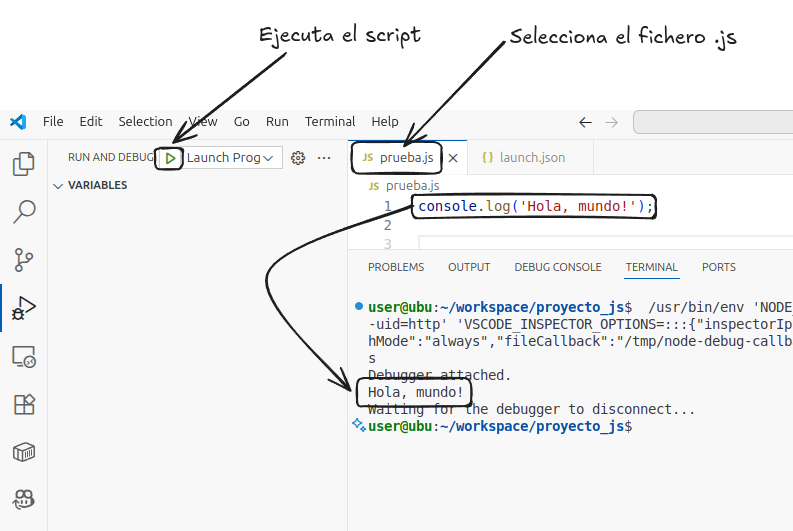 Ejecuta el script
Selecciona el fichero .js
File Edit Selection View Go Run Terminal Help
RUN AND DEBUG Launch Prog
JS prueba.js
{} launch.json
JS prueba.js
VARIABLES
1 console.log('Hola, mundo!');
2
3
PROBLEMS OUTPUT DEBUG CONSOLE TERMINAL PORTS
user@ubu:~/workspace/proyecto_js$ /usr/bin/env 'NODE_
-uid=http' 'VSCODE_INSPECTOR_OPTIONS=:::{"inspectorIp
hMode":"always","fileCallback":"/tmp/node-debug-callb
s
Debugger attached.
Hola, mundo!
Waiting for the debugger to disconnect...
user@ubu:~/workspace/proyecto_js$